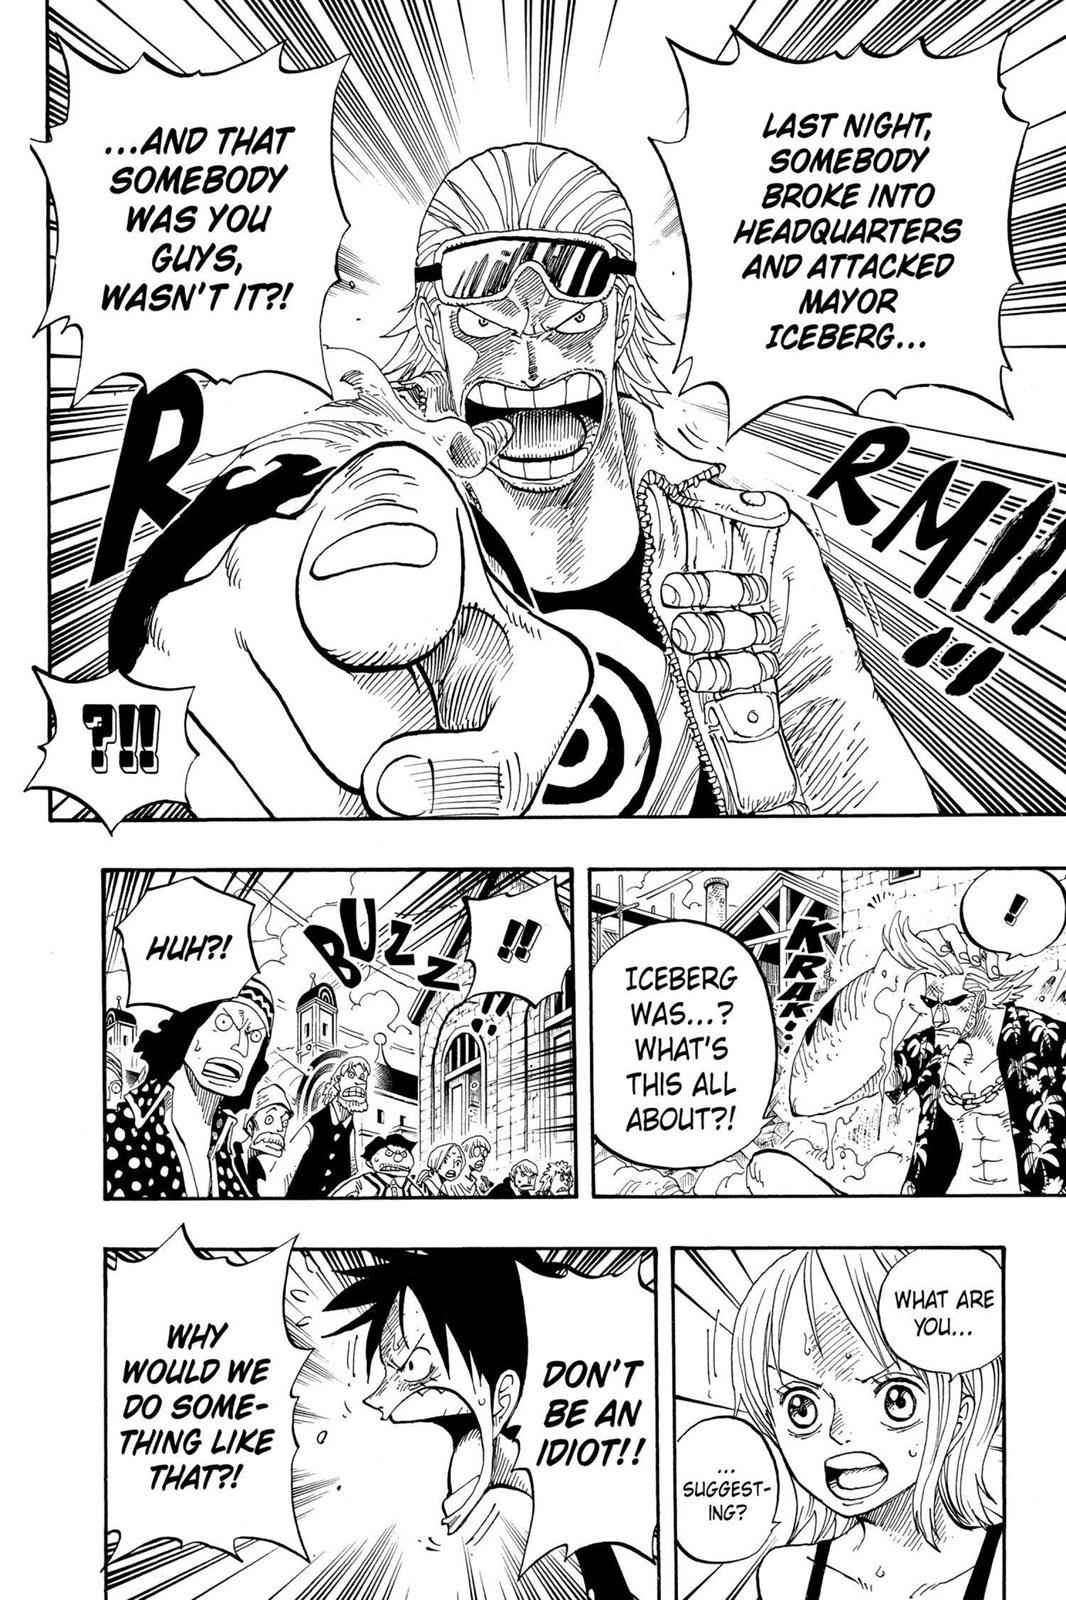 LAST NIGHT,
SOMEBODY
BROKE INTO
HEADQUARTERS
AND ATTACKED
MAYOR
ICEBERG...
...AND THAT
SOMEBODY
WAS YOU
GUYS,
WASN'T IT?!
RRMIII!!!
?!!!
!
KRAK!
ICEBERG
WAS...?
WHAT'S
THIS ALL
ABOUT?!
!!
BUZZ!!
HUH?!
WHAT ARE
YOU...
...
SUGGEST-
ING?
DON'T
BE AN
IDIOT!!
WHY
WOULD WE
DO SOME-
THING LIKE
THAT?!